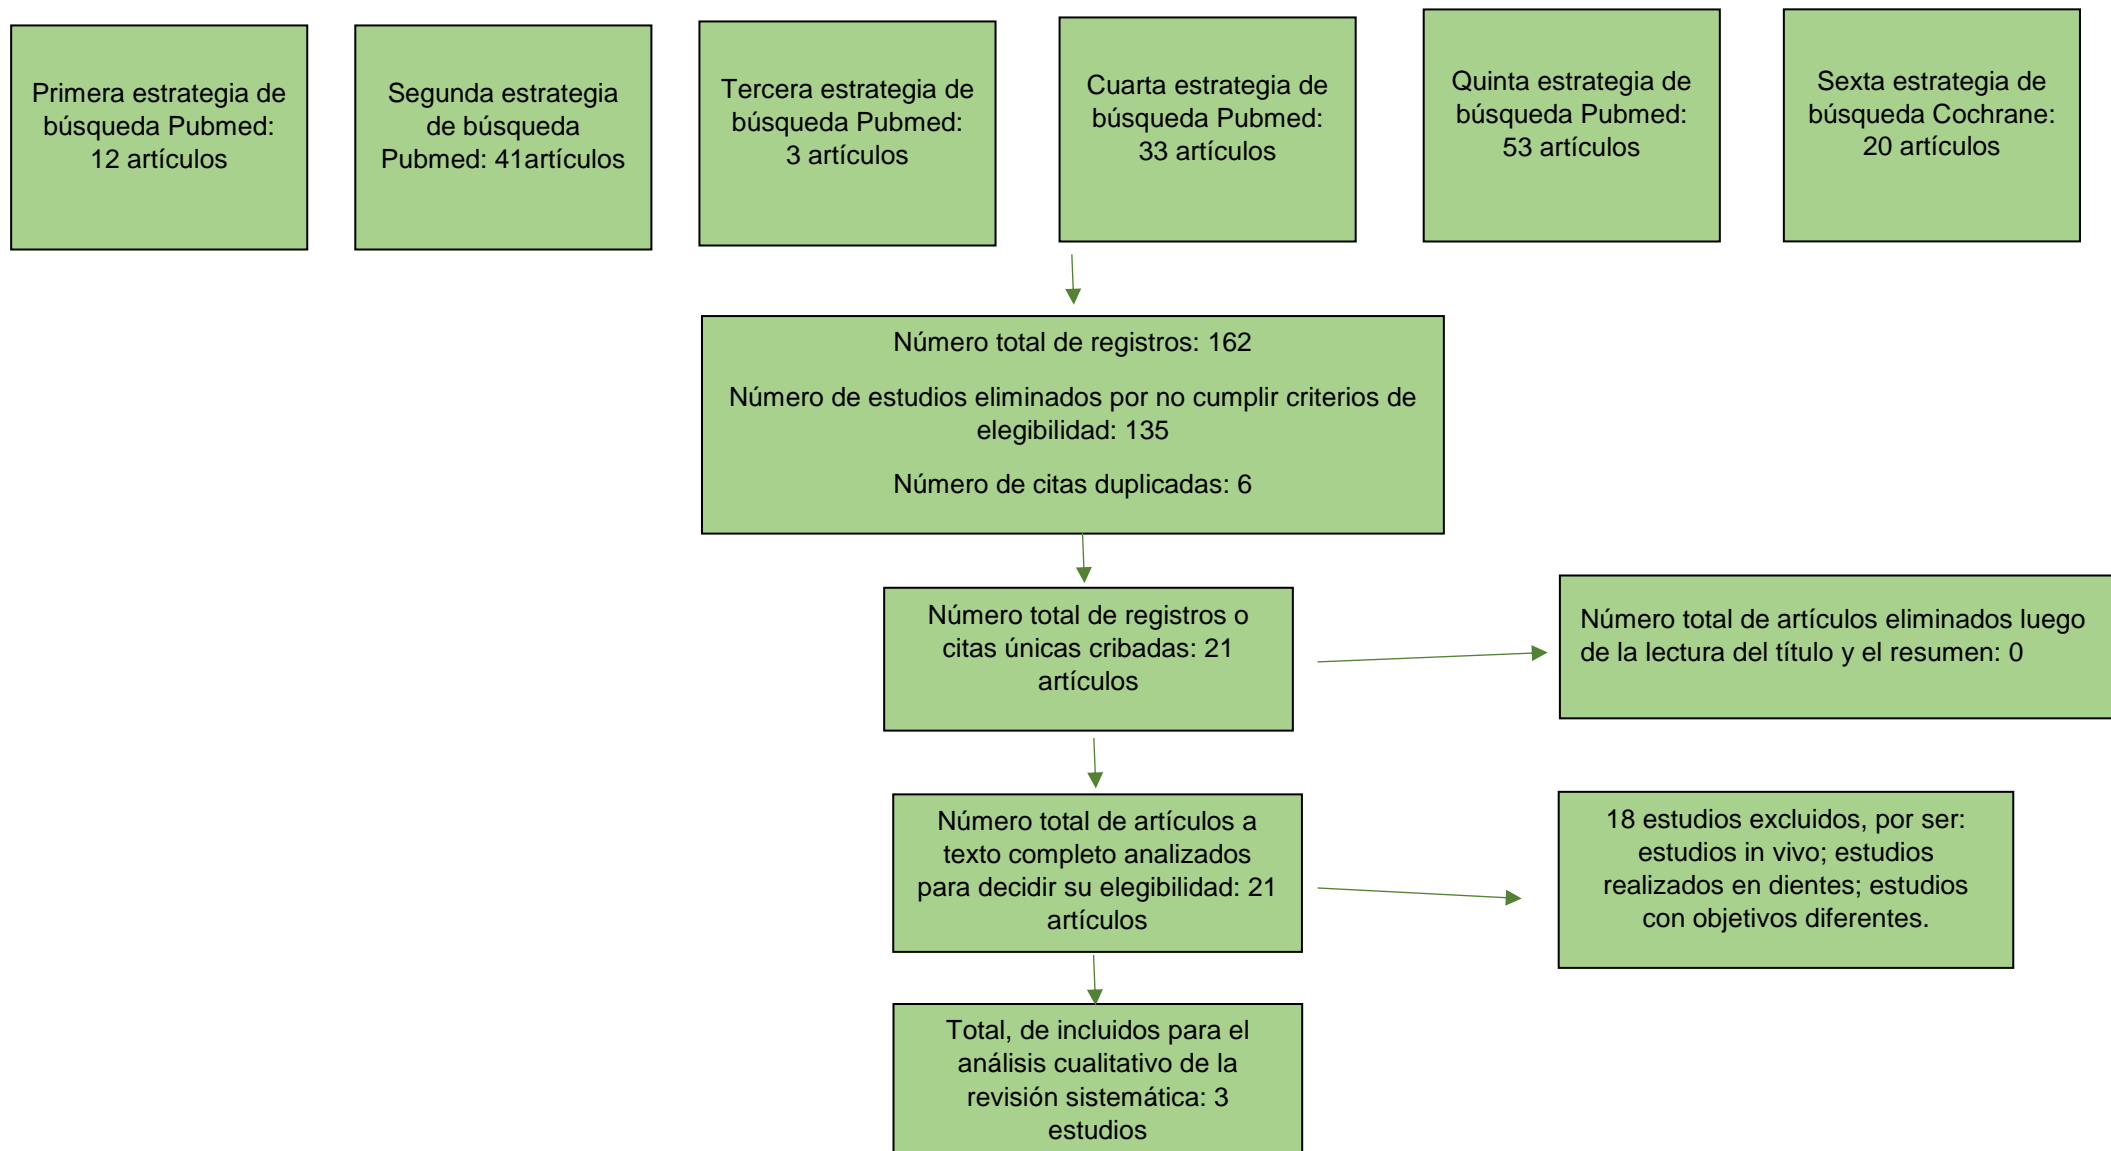 Primera estrategia de
búsqueda Pubmed:
12 artículos
Segunda estrategia
de búsqueda
Pubmed: 41artículos
Tercera estrategia de
búsqueda Pubmed:
3 artículos
Cuarta estrategia de
búsqueda Pubmed:
33 artículos
Quinta estrategia de
búsqueda Pubmed:
53 artículos
Sexta estrategia de
búsqueda Cochrane:
20 artículos
Número total de registros: 162
Número de estudios eliminados por no cumplir criterios de
elegibilidad: 135
Número de citas duplicadas: 6
Número total de registros o
citas únicas cribadas: 21
artículos
Número total de artículos eliminados luego
de la lectura del título y el resumen: 0
Número total de artículos a
texto completo analizados
para decidir su elegibilidad: 21
artículos
18 estudios excluidos, por ser:
estudios in vivo; estudios
realizados en dientes; estudios
con objetivos diferentes.
Total, de incluidos para el
análisis cualitativo de la
revisión sistemática: 3
estudios